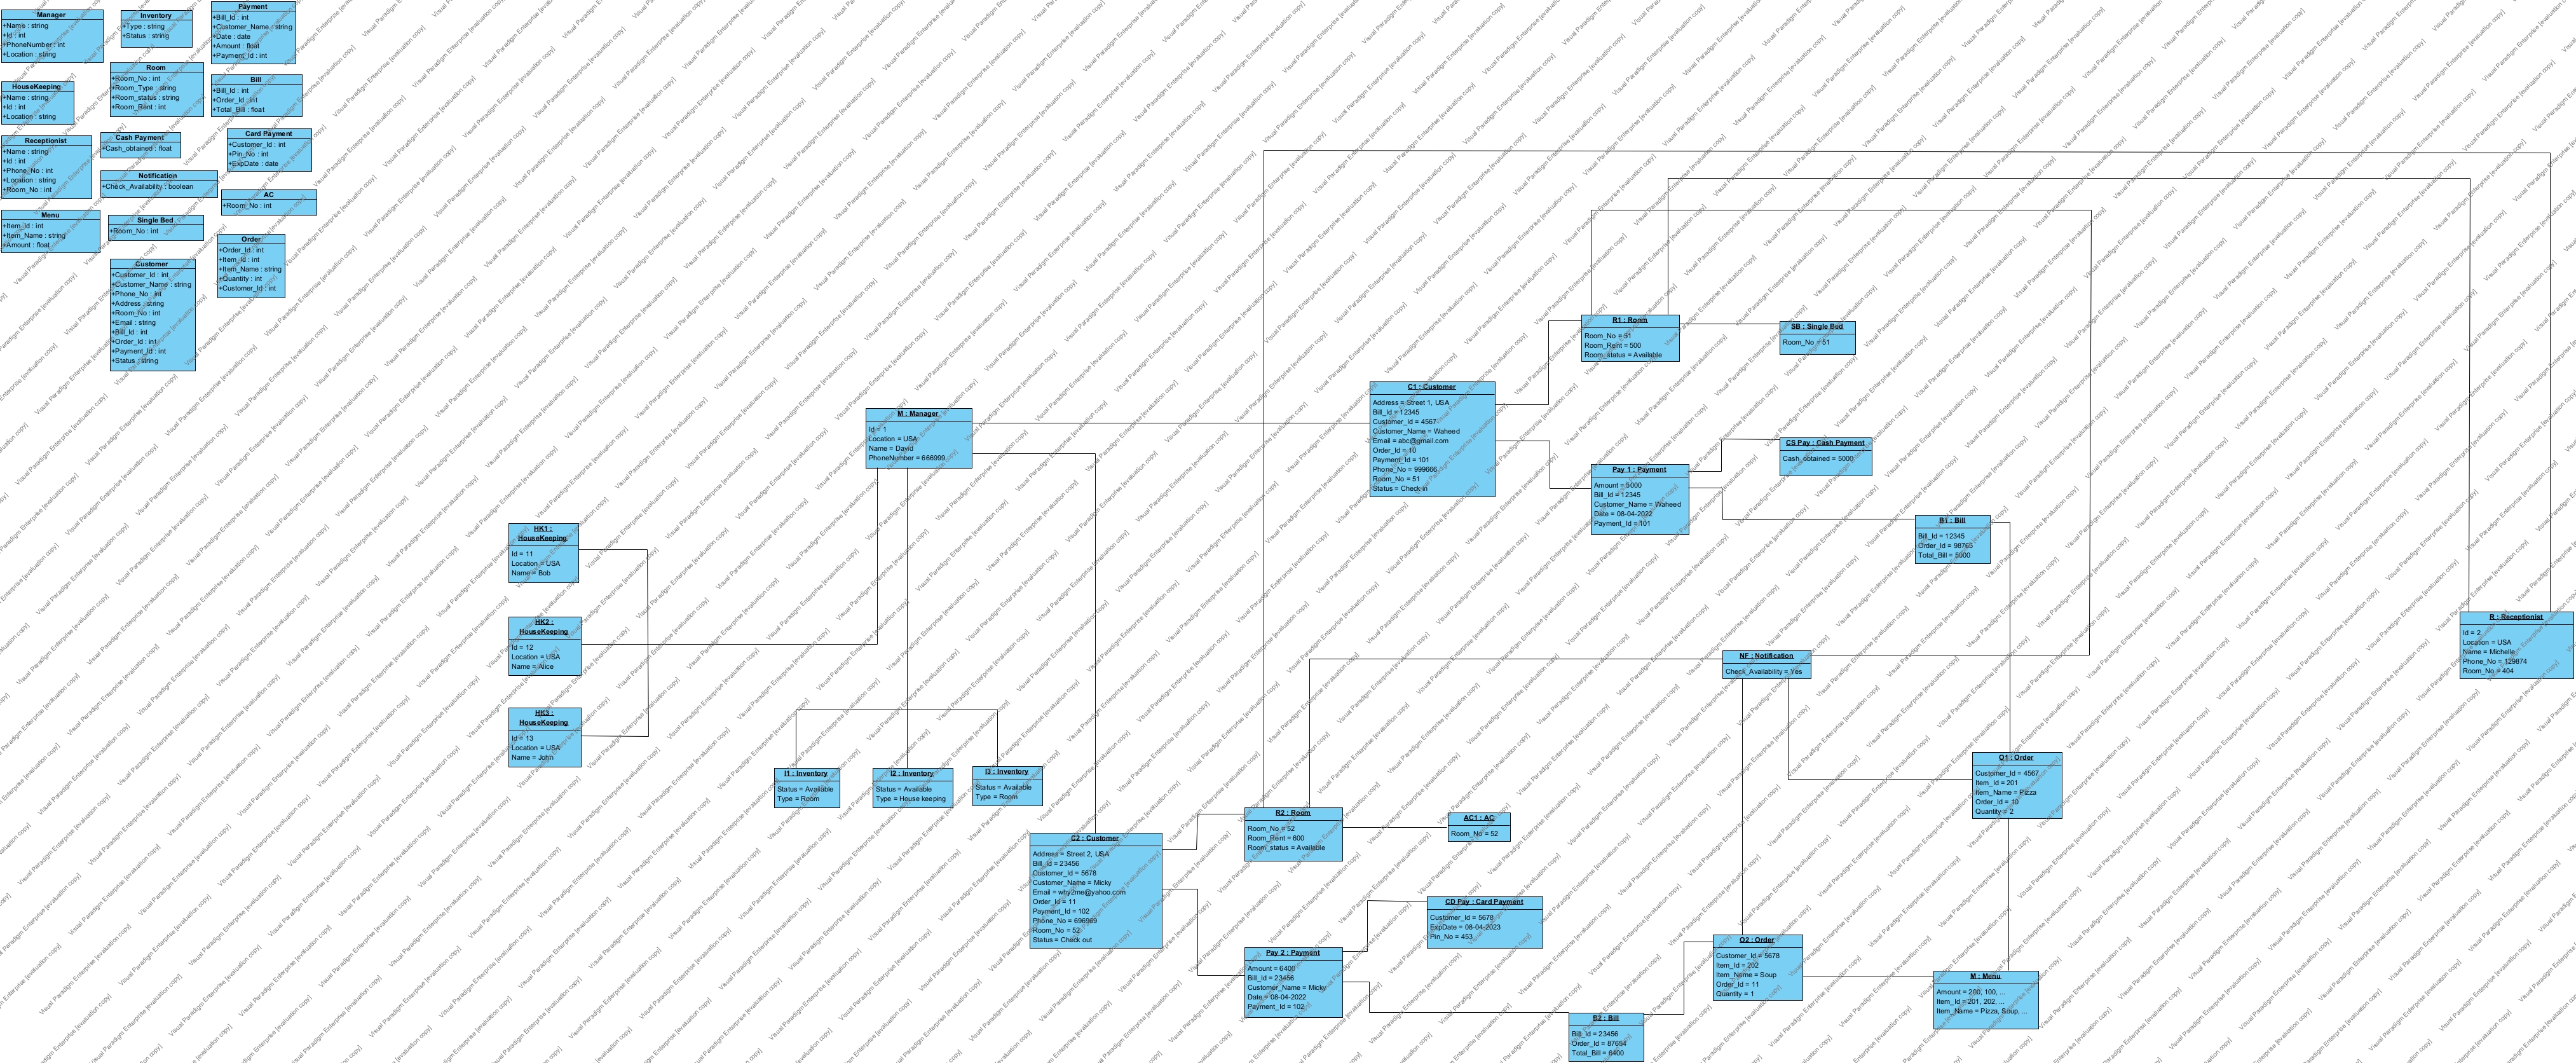 Manager
+Name : string
+Id : int
+PhoneNumber : int
+Location : string
Inventory
+Type : string
+Status : string
Payment
+Bill_Id : int
+Customer_Name : string
+Date : date
+Amount : float
+Payment_Id : int
Room
+Room_No : int
+Room_Type : string
+Room_status : string
+Room_Rent : int
Bill
+Bill_Id : int
+Order_Id : int
+Total_Bill : float
HouseKeeping
+Name : string
+Id : int
+Location : string
Receptionist
+Name : string
+Id : int
+Phone_No : int
+Location : string
+Room_No : int
Cash Payment
+Cash_obtained : float
Card Payment
+Customer_Id : int
+Pin_No : int
+ExpDate : date
Notification
+Check_Availability : boolean
AC
+Room_No : int
Menu
+Item_Id : int
+Item_Name : string
+Amount : float
Single Bed
+Room_No : int
Order
+Order_Id : int
+Item_Id : int
+Item_Name : string
+Quantity : int
+Customer_Id : int
Customer
+Customer_Id : int
+Customer_Name : string
+Phone_No : int
+Address : string
+Room_No : int
+Email : string
+Bill_Id : int
+Order_Id : int
+Payment_Id : int
+Status : string
R1 : Room
Room_No = 51
Room_Rent = 500
Room_status = Available
SB : Single Bed
Room_No = 51
C1 : Customer
Address = Street 1, USA
Bill_Id = 12345
Customer_Id = 4567
Customer_Name = Waheed
Email = abc@gmail.com
Order_Id = 10
Payment_Id = 101
Phone_No = 999666
Room_No = 51
Status = Check in
M : Manager
Id = 1
Location = USA
Name = David
PhoneNumber = 666999
CS Pay : Cash Payment
Cash_obtained = 5000
Pay 1 : Payment
Amount = 5000
Bill_Id = 12345
Customer_Name = Waheed
Date = 08-04-2022
Payment_Id = 101
B1 : Bill
Bill_Id = 12345
Order_Id = 98765
Total_Bill = 5000
HK1 :
HouseKeeping
Id = 11
Location = USA
Name = Bob
HK2 :
HouseKeeping
Id = 12
Location = USA
Name = Alice
HK3 :
HouseKeeping
Id = 13
Location = USA
Name = John
R : Receptionist
Id = 2
Location = USA
Name = Michelle
Phone_No = 129874
Room_No = 404
NF : Notification
Check_Availability = Yes
I1 : Inventory
Status = Available
Type = Room
I2 : Inventory
Status = Available
Type = House keeping
I3 : Inventory
Status = Available
Type = Room
O1 : Order
Customer_Id = 4567
Item_Id = 201
Item_Name = Pizza
Order_Id = 10
Quantity = 2
R2 : Room
Room_No = 52
Room_Rent = 600
Room_status = Available
AC1 : AC
Room_No = 52
C2 : Customer
Address = Street 2, USA
Bill_Id = 23456
Customer_Id = 5678
Customer_Name = Micky
Email = why2me@yahoo.com
Order_Id = 11
Payment_Id = 102
Phone_No = 696969
Room_No = 52
Status = Check out
CD Pay : Card Payment
Customer_Id = 5678
ExpDate = 08-04-2023
Pin_No = 453
Pay 2 : Payment
Amount = 6400
Bill_Id = 23456
Customer_Name = Micky
Date = 08-04-2022
Payment_Id = 102
O2 : Order
Customer_Id = 5678
Item_Id = 202
Item_Name = Soup
Order_Id = 11
Quantity = 1
M : Menu
Amount = 200, 100, ...
Item_Id = 201, 202, ...
Item_Name = Pizza, Soup, ...
B2 : Bill
Bill_Id = 23456
Order_Id = 87654
Total_Bill = 6400
Visual Paradigm Enterprise [evaluation copy]